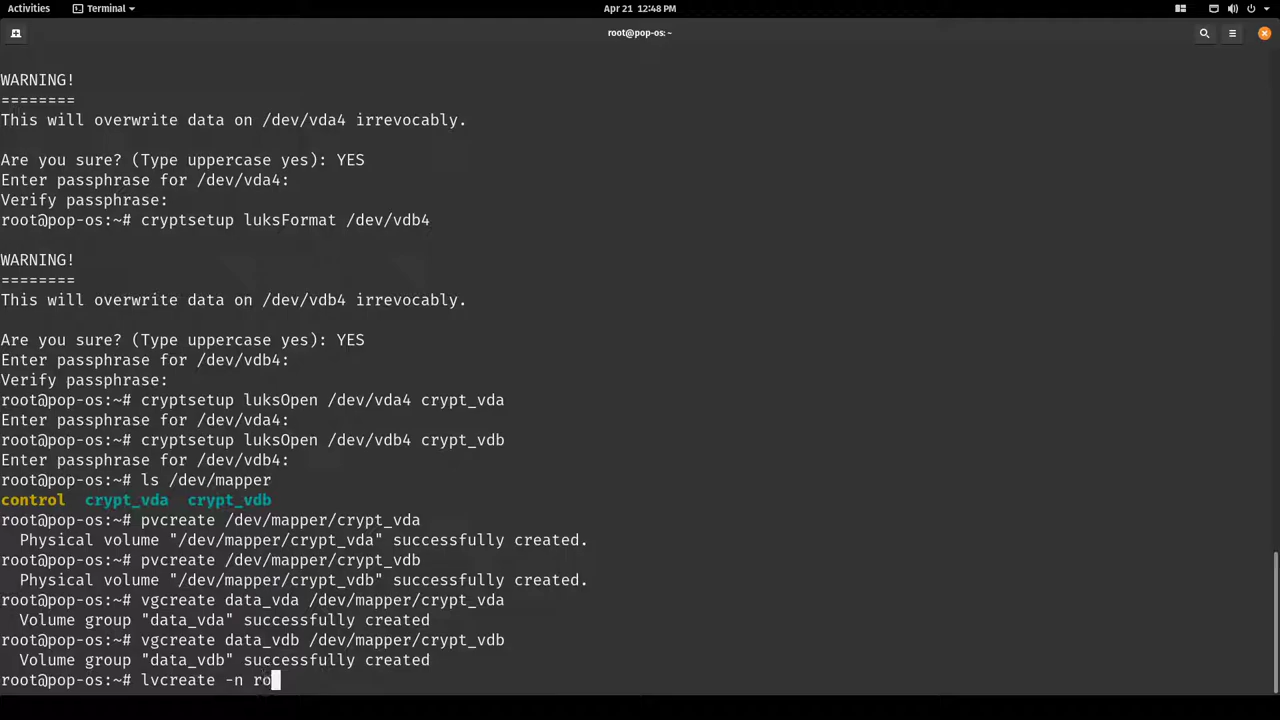 Activities
Terminal
Apr 21 12:48 PM
root@pop-os: ~
WARNING!
========
This will overwrite data on /dev/vda4 irrevocably.
Are you sure? (Type uppercase yes): YES
Enter passphrase for /dev/vda4:
Verify passphrase:
root@pop-os:~# cryptsetup luksFormat /dev/vdb4
WARNING!
========
This will overwrite data on /dev/vdb4 irrevocably.
Are you sure? (Type uppercase yes): YES
Enter passphrase for /dev/vdb4:
Verify passphrase:
root@pop-os:~# cryptsetup luksOpen /dev/vda4 crypt_vda
Enter passphrase for /dev/vda4:
root@pop-os:~# cryptsetup luksOpen /dev/vdb4 crypt_vdb
Enter passphrase for /dev/vdb4:
root@pop-os:~# ls /dev/mapper
control  crypt_vda  crypt_vdb
root@pop-os:~# pvcreate /dev/mapper/crypt_vda
  Physical volume "/dev/mapper/crypt_vda" successfully created.
root@pop-os:~# pvcreate /dev/mapper/crypt_vdb
  Physical volume "/dev/mapper/crypt_vdb" successfully created.
root@pop-os:~# vgcreate data_vda /dev/mapper/crypt_vda
  Volume group "data_vda" successfully created
root@pop-os:~# vgcreate data_vdb /dev/mapper/crypt_vdb
  Volume group "data_vdb" successfully created
root@pop-os:~# lvcreate -n ro